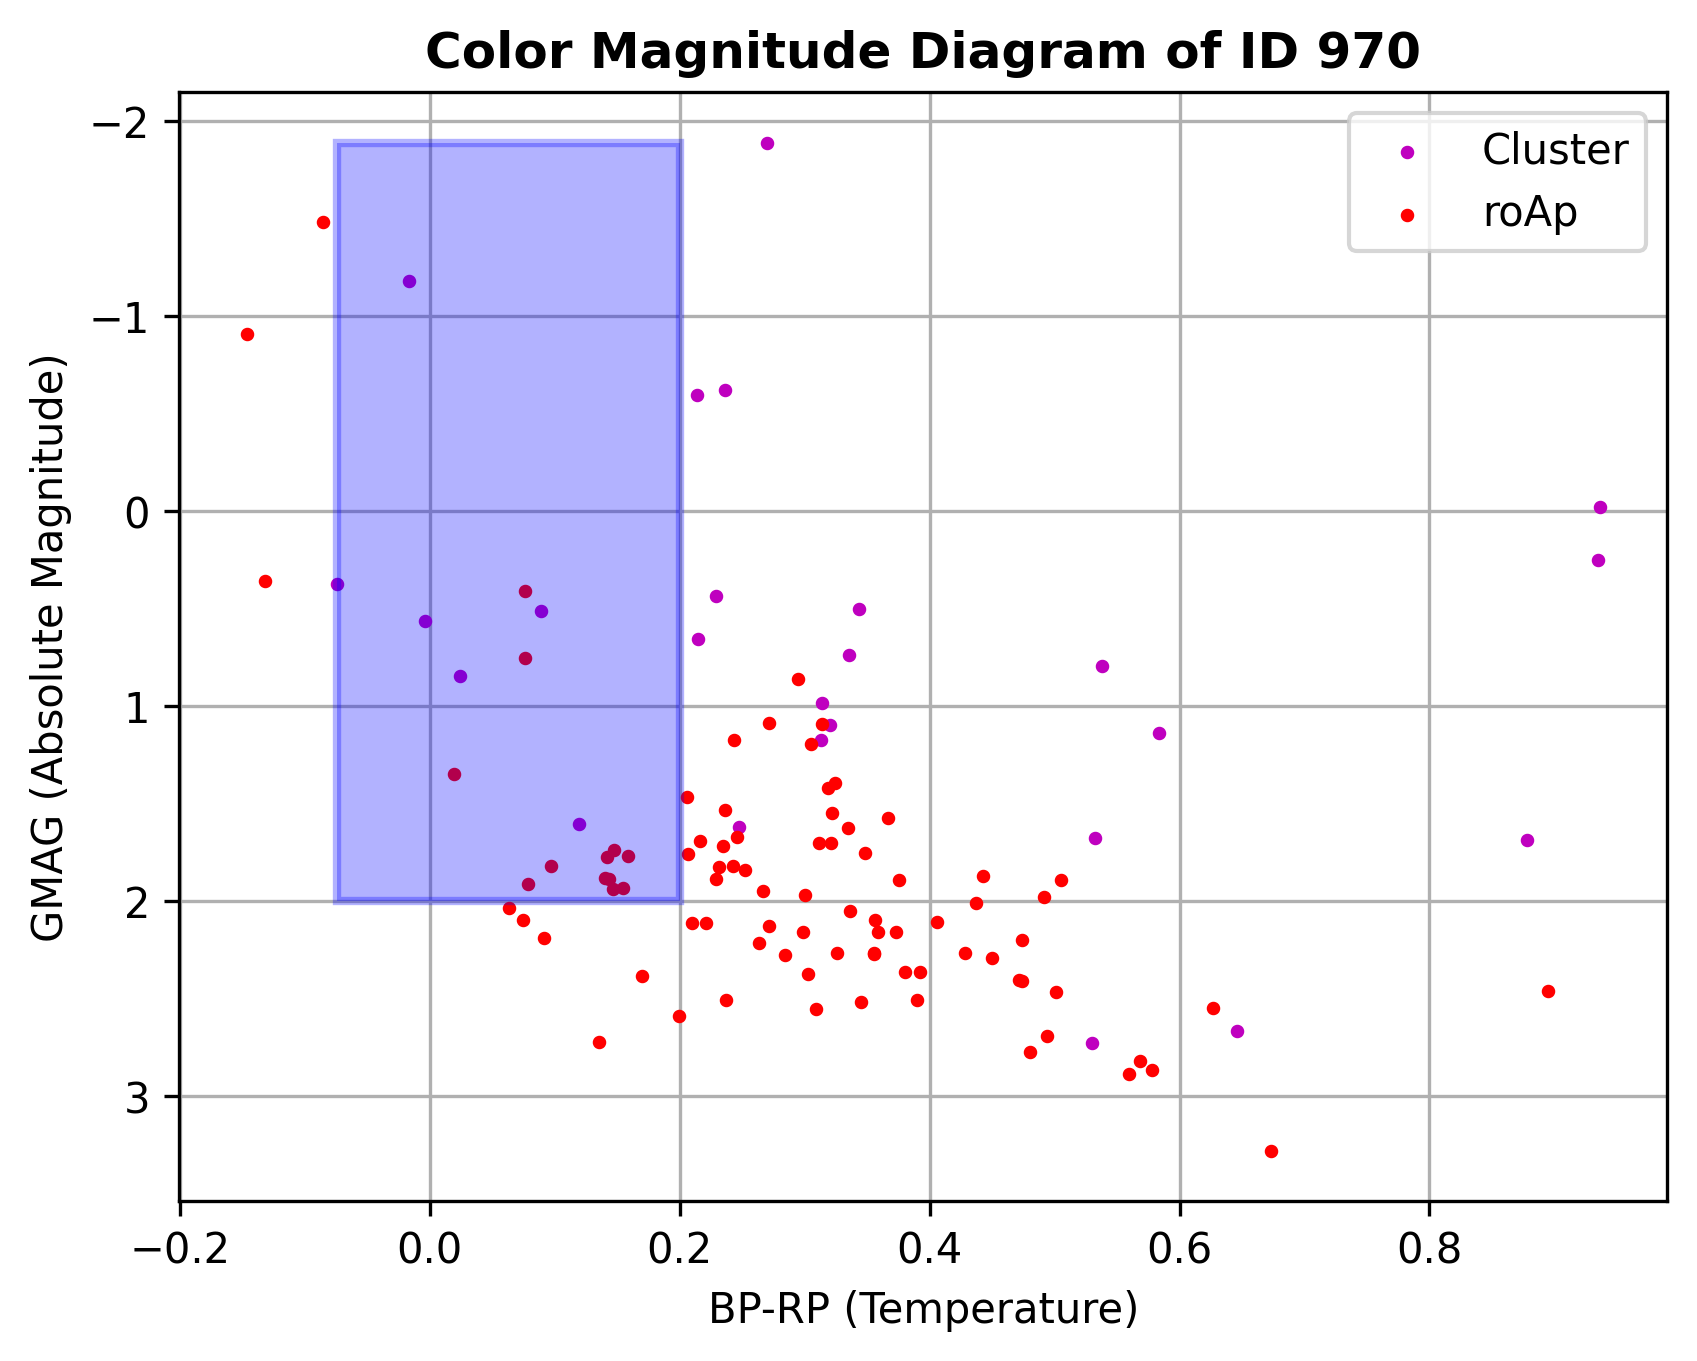 Color Magnitude Diagram of ID 970
Cluster
roAp
GMAG (Absolute Magnitude)
−2
−1
0
1
2
3
−0.2 0.0 0.2 0.4 0.6 0.8
BP-RP (Temperature)